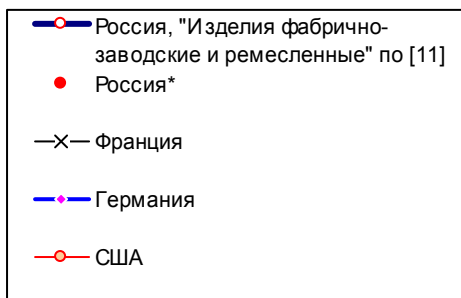 Россия, "Изделия фабрично-
заводские и ремесленные" по [11]
Россия*
Франция
Германия
США